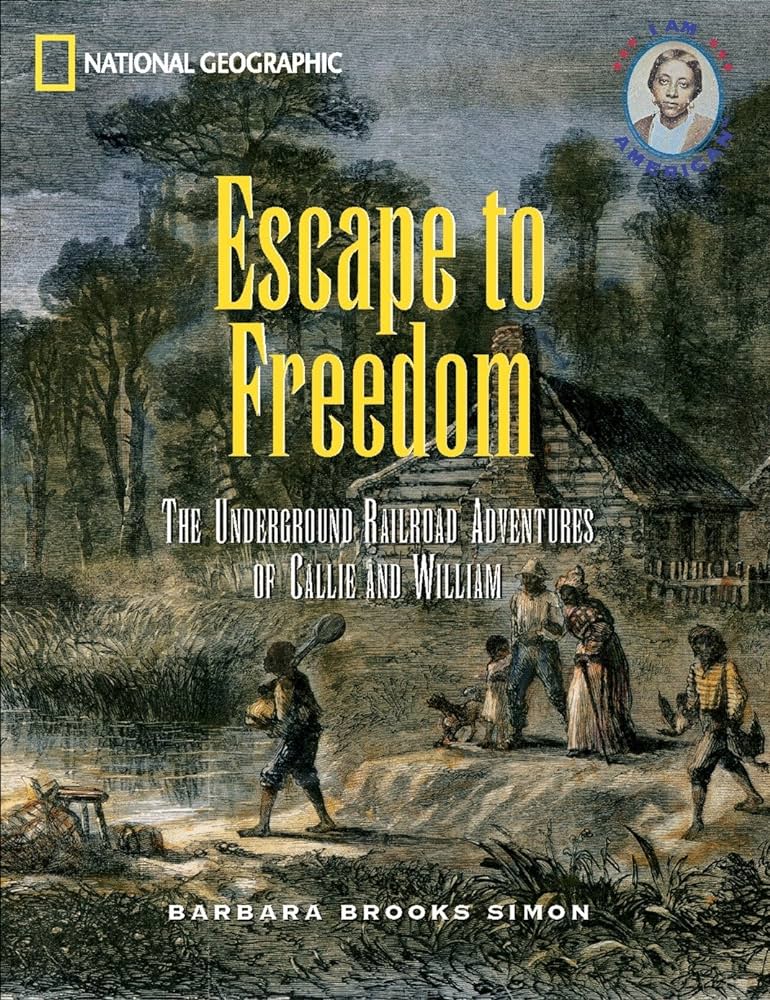 NATIONAL GEOGRAPHIC
I AM
AMERICAN
Escape to
Freedom
The Underground Railroad Adventures
of Callie and William
BARBARA BROOKS SIMON